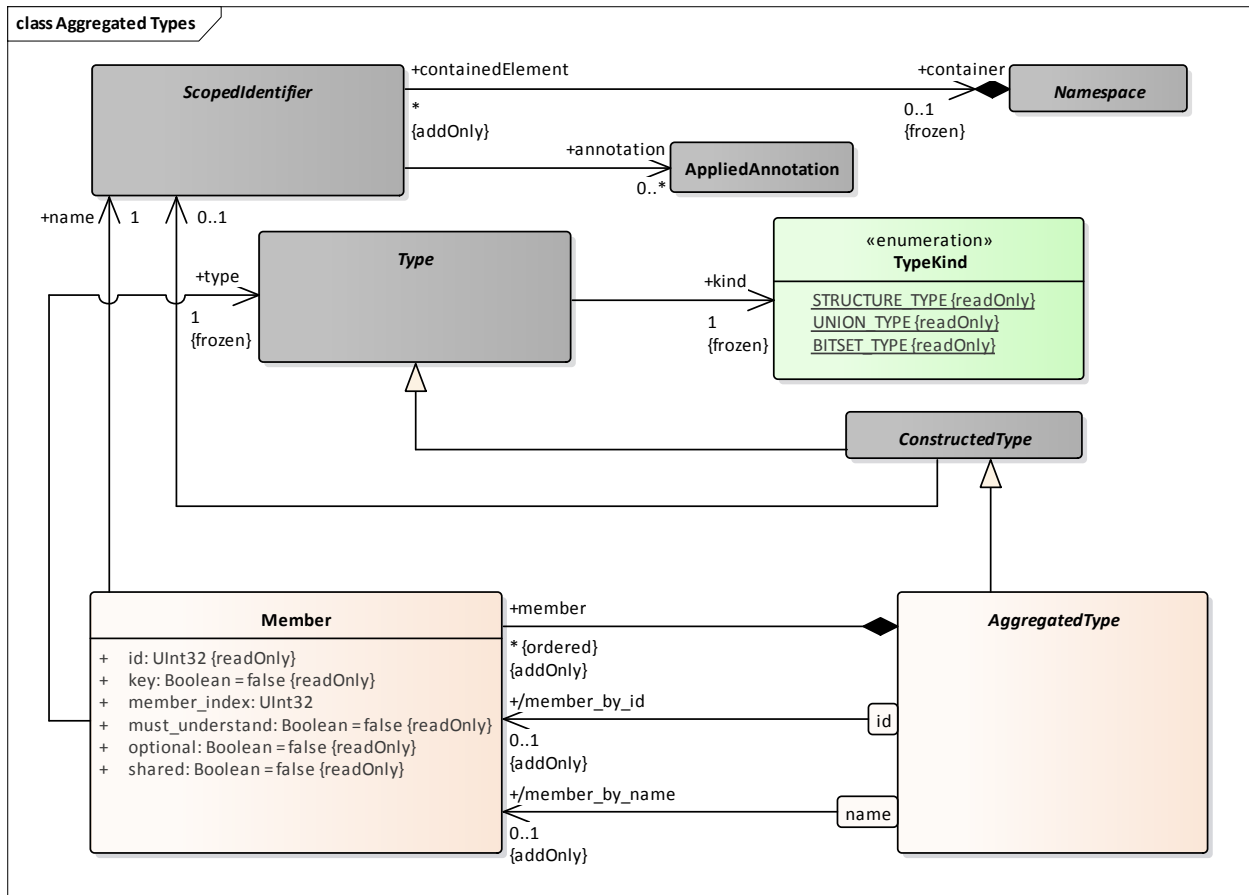 class Aggregated Types
ScopedIdentifier
+containedElement
*
{addOnly}
+container
0..1
{frozen}
Namespace
+annotation
0..*
AppliedAnnotation
+name
1
0..1
Type
+type
1
{frozen}
+kind
1
{frozen}
«enumeration»
TypeKind
STRUCTURE_TYPE {readOnly}
UNION_TYPE {readOnly}
BITSET_TYPE {readOnly}
ConstructedType
Member
+ id: UInt32 {readOnly}
+ key: Boolean = false {readOnly}
+ member_index: UInt32
+ must_understand: Boolean = false {readOnly}
+ optional: Boolean = false {readOnly}
+ shared: Boolean = false {readOnly}
+member
* {ordered}
{addOnly}
+/member_by_id
0..1
{addOnly}
+/member_by_name
0..1
{addOnly}
AggregatedType
id
name